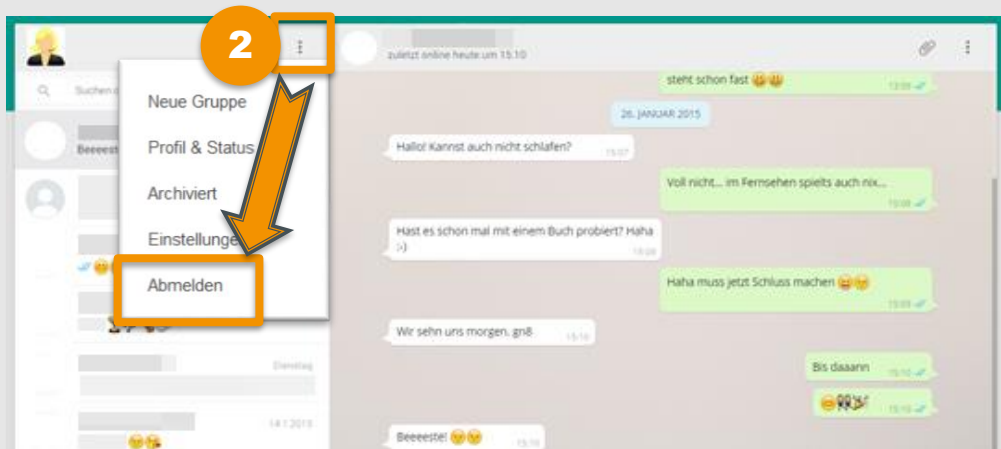 2
zuletzt online heute um 15:10
Suchen
Neue Gruppe
Profil & Status
Archiviert
Einstellunge
Abmelden
Beeeest
Dienstag
14.1.2015
steht schon fast
26. JANUAR 2015
Hallo! Kannst auch nicht schlafen?
15:07
Voll nicht... im Fernsehen spielts auch nix...
15:08
Hast es schon mal mit einem Buch probiert? Haha
:-)
15:09
Haha muss jetzt Schluss machen
15:09
Wir sehn uns morgen, gn8
15:10
Bis daaann
15:10
15:10
Beeeeste!
15:10